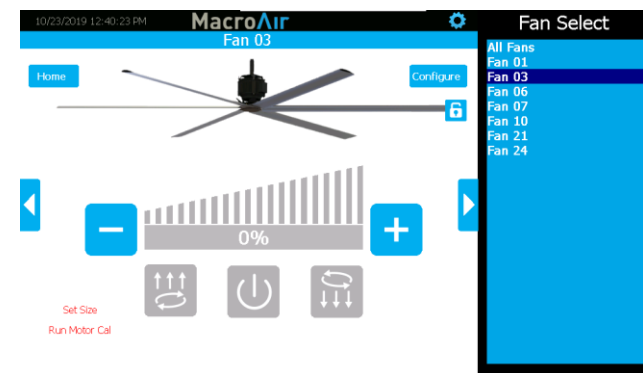 10/23/2019 12:40:23 PM
MacroAir
Fan 03
Home
Configure
0%
Set Size
Run Motor Cal
Fan Select
All Fans
Fan 01
Fan 03
Fan 06
Fan 07
Fan 10
Fan 21
Fan 24